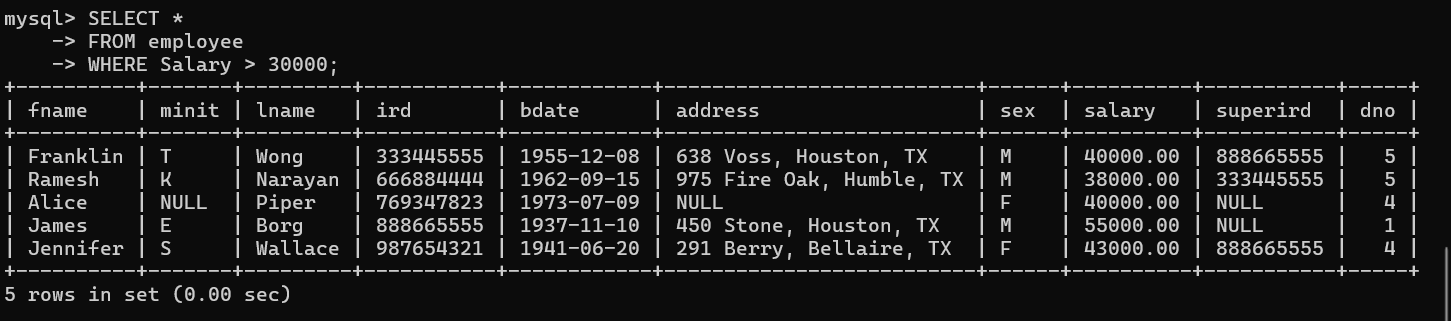 mysql> SELECT *
    -> FROM employee
    -> WHERE Salary > 30000;
+----------+-------+---------+-----------+------------+--------------------------+------+----------+-----------+-----+
| fname    | minit | lname   | ird       | bdate      | address                  | sex  | salary   | superird  | dno |
+----------+-------+---------+-----------+------------+--------------------------+------+----------+-----------+-----+
| Franklin | T     | Wong    | 333445555 | 1955-12-08 | 638 Voss, Houston, TX    | M    | 40000.00 | 888665555 |   5 |
| Ramesh   | K     | Narayan | 666884444 | 1962-09-15 | 975 Fire Oak, Humble, TX | M    | 38000.00 | 333445555 |   5 |
| Alice    | NULL  | Piper   | 769347823 | 1973-07-09 | NULL                     | F    | 40000.00 | NULL      |   4 |
| James    | E     | Borg    | 888665555 | 1937-11-10 | 450 Stone, Houston, TX   | M    | 55000.00 | NULL      |   1 |
| Jennifer | S     | Wallace | 987654321 | 1941-06-20 | 291 Berry, Bellaire, TX  | F    | 43000.00 | 888665555 |   4 |
+----------+-------+---------+-----------+------------+--------------------------+------+----------+-----------+-----+
5 rows in set (0.00 sec)